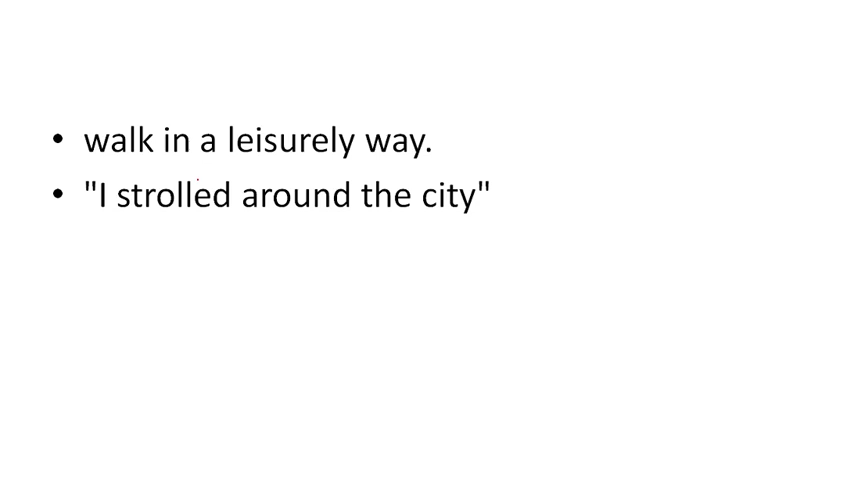 • walk in a leisurely way.
• "I strolled around the city"